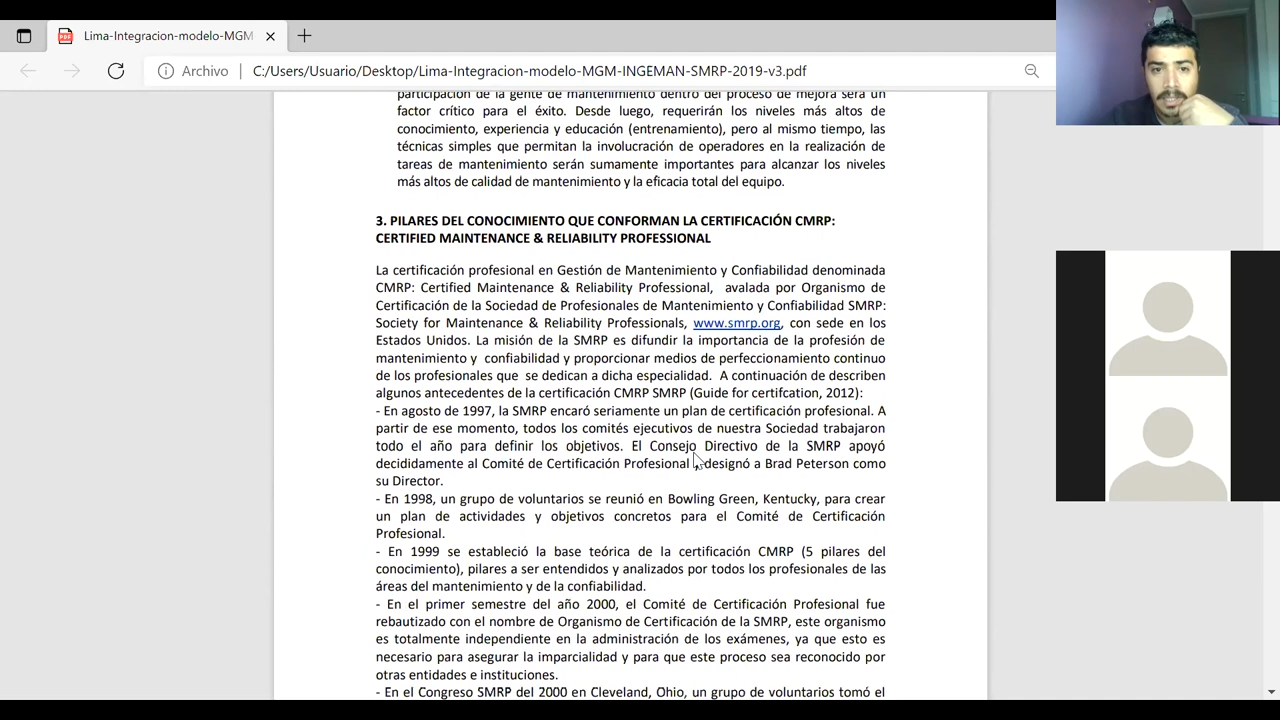 Lima-Integracion-modelo-MGM
Archivo
C:/Users/Usuario/Desktop/Lima-Integracion-modelo-MGM-INGEMAN-SMRP-2019-v3.pdf
participación de la gente de mantenimiento dentro del proceso de mejora será un
factor crítico para el éxito. Desde luego, requerirán los niveles más altos de
conocimiento, experiencia y educación (entrenamiento), pero al mismo tiempo, las
técnicas simples que permitan la involucración de operadores en la realización de
tareas de mantenimiento serán sumamente importantes para alcanzar los niveles
más altos de calidad de mantenimiento y la eficacia total del equipo.
3. PILARES DEL CONOCIMIENTO QUE CONFORMAN LA CERTIFICACIÓN CMRP:
CERTIFIED MAINTENANCE & RELIABILITY PROFESSIONAL
La certificación profesional en Gestión de Mantenimiento y Confiabilidad denominada
CMRP: Certified Maintenance & Reliability Professional, avalada por Organismo de
Certificación de la Sociedad de Profesionales de Mantenimiento y Confiabilidad SMRP:
Society for Maintenance & Reliability Professionals, www.smrp.org, con sede en los
Estados Unidos. La misión de la SMRP es difundir la importancia de la profesión de
mantenimiento y confiabilidad y proporcionar medios de perfeccionamiento continuo
de los profesionales que se dedican a dicha especialidad. A continuación de describen
algunos antecedentes de la certificación CMRP SMRP (Guide for certifcation, 2012):
- En agosto de 1997, la SMRP encaró seriamente un plan de certificación profesional. A
partir de ese momento, todos los comités ejecutivos de nuestra Sociedad trabajaron
todo el año para definir los objetivos. El Consejo Directivo de la SMRP apoyó
decididamente al Comité de Certificación Profesional designó a Brad Peterson como
su Director.
- En 1998, un grupo de voluntarios se reunió en Bowling Green, Kentucky, para crear
un plan de actividades y objetivos concretos para el Comité de Certificación
Profesional.
- En 1999 se estableció la base teórica de la certificación CMRP (5 pilares del
conocimiento), pilares a ser entendidos y analizados por todos los profesionales de las
áreas del mantenimiento y de la confiabilidad.
- En el primer semestre del año 2000, el Comité de Certificación Profesional fue
rebautizado con el nombre de Organismo de Certificación de la SMRP, este organismo
es totalmente independiente en la administración de los exámenes, ya que esto es
necesario para asegurar la imparcialidad y para que este proceso sea reconocido por
otras entidades e instituciones.
- En el Congreso SMRP del 2000 en Cleveland, Ohio, un grupo de voluntarios tomó el